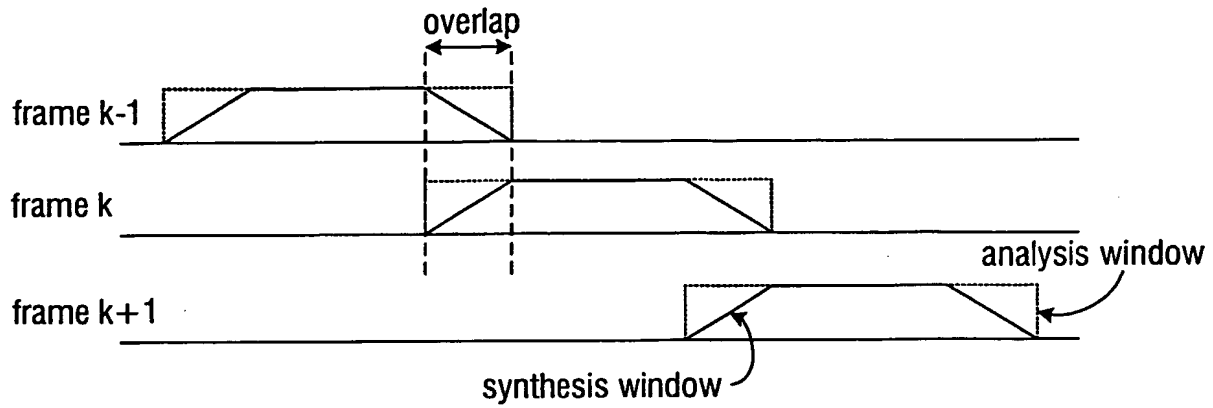 overlap
frame k-1
frame k
analysis window
frame k+1
synthesis window